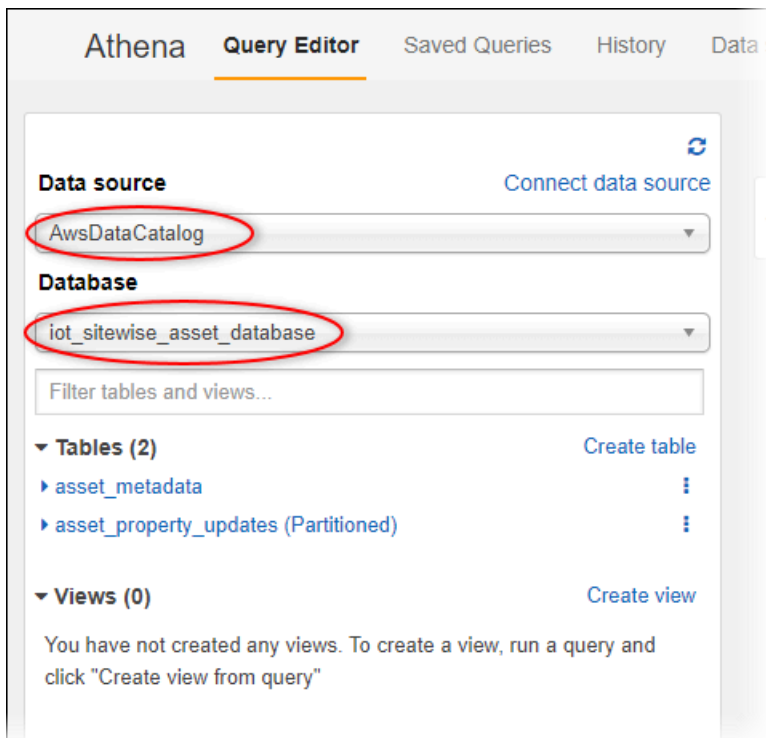 Athena Query Editor Saved Queries History Data
Data source Connect data source
AwsDataCatalog
Database
iot_sitewise_asset_database
Filter tables and views...
Tables (2) Create table
asset_metadata
asset_property_updates (Partitioned)
Views (0) Create view
You have not created any views. To create a view, run a query and
click "Create view from query"